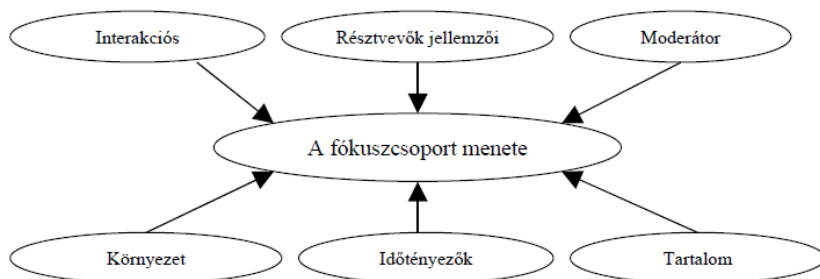 Interakciós
Résztvevők jellemzői
Moderátor
A fókuszcsoport menete
Környezet
Időtényezők
Tartalom